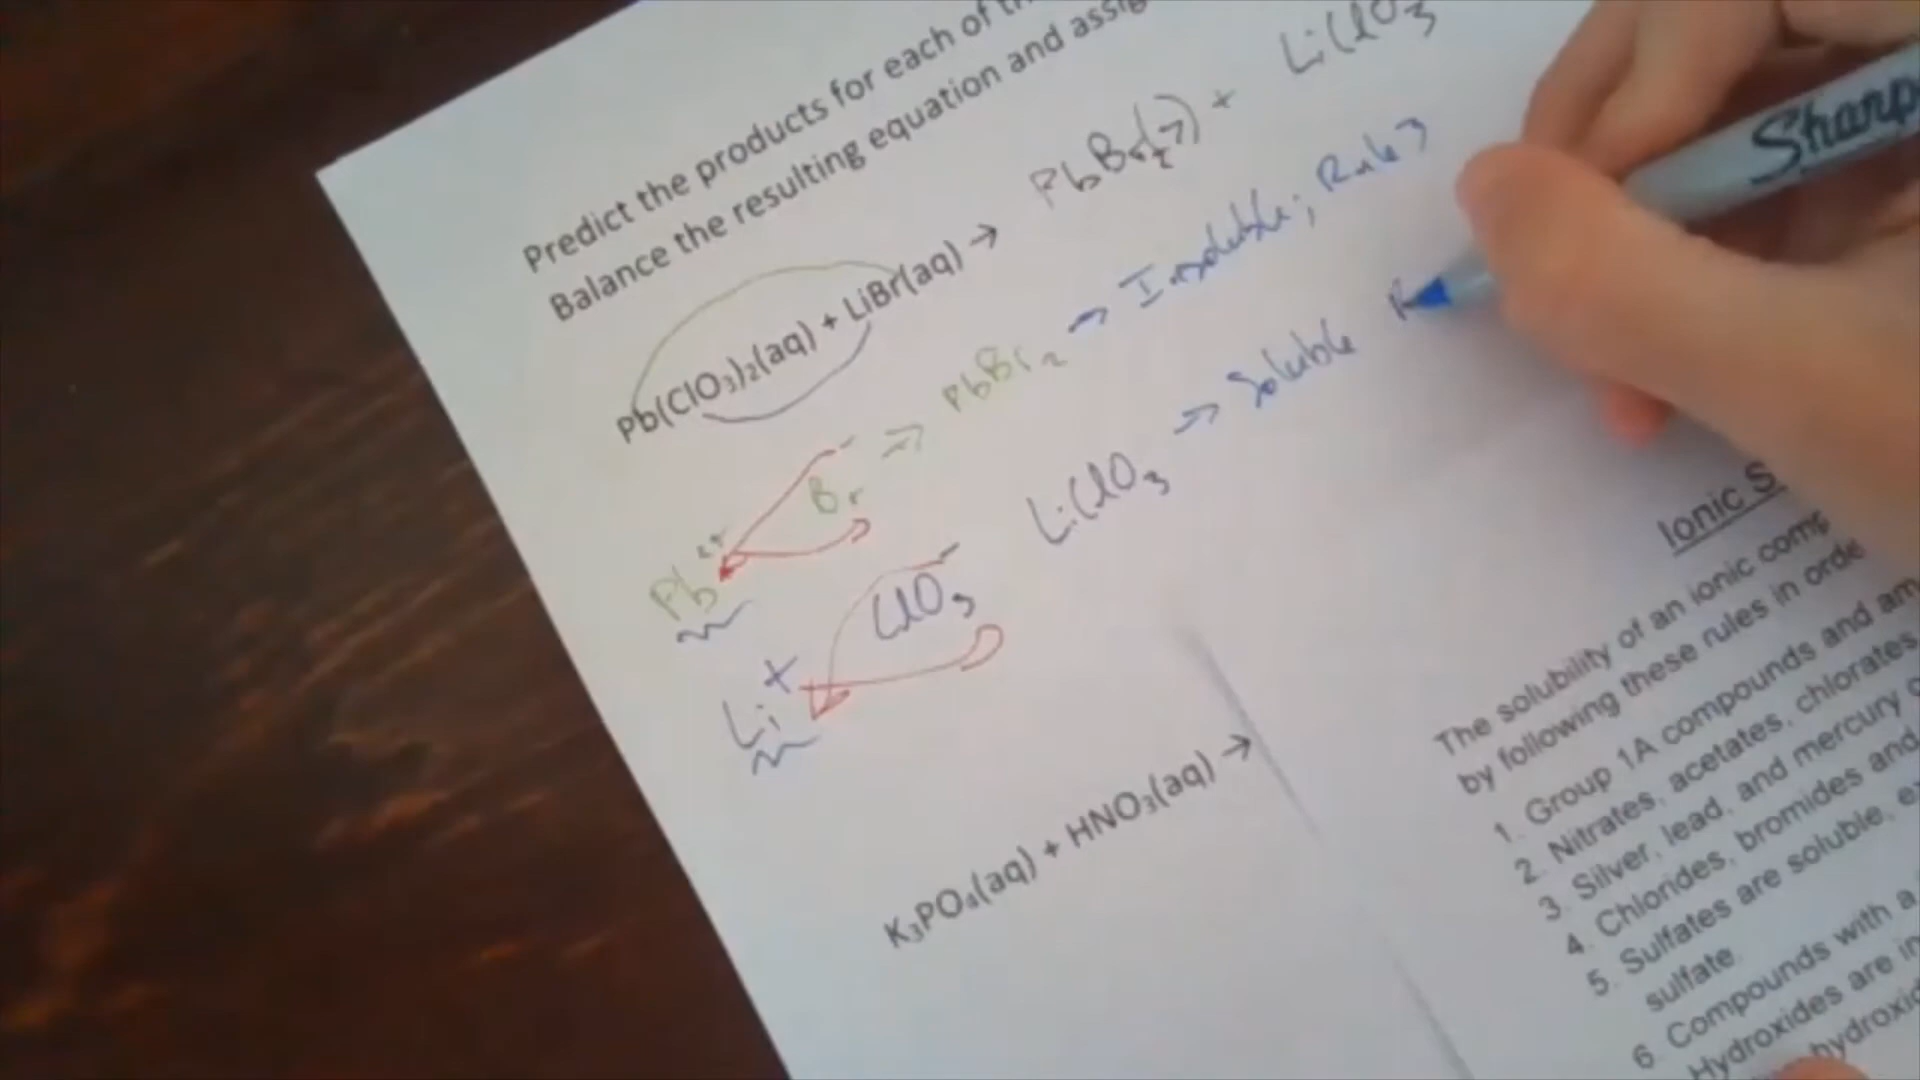 Predict the products for each of th
Balance the resulting equation and assig
Pb(ClO₃)₂(aq) + LiBr(aq) → PbBr₂( ) + LiClO₃
Pb²⁺ Br⁻ → PbBr₂ → Insoluble; Rule 3
Li⁺ ClO₃⁻ LiClO₃ → Soluble R
K₃PO₄(aq) + HNO₃(aq) →
Sharp
Ionic S
The solubility of an ionic comp
by following these rules in orde
1. Group 1A compounds and am
2. Nitrates, acetates, chlorates
3. Silver, lead, and mercury
4. Chlorides, bromides and
5. Sulfates are soluble, ex
sulfate.
6. Compounds with a
Hydroxides are in
hydroxid